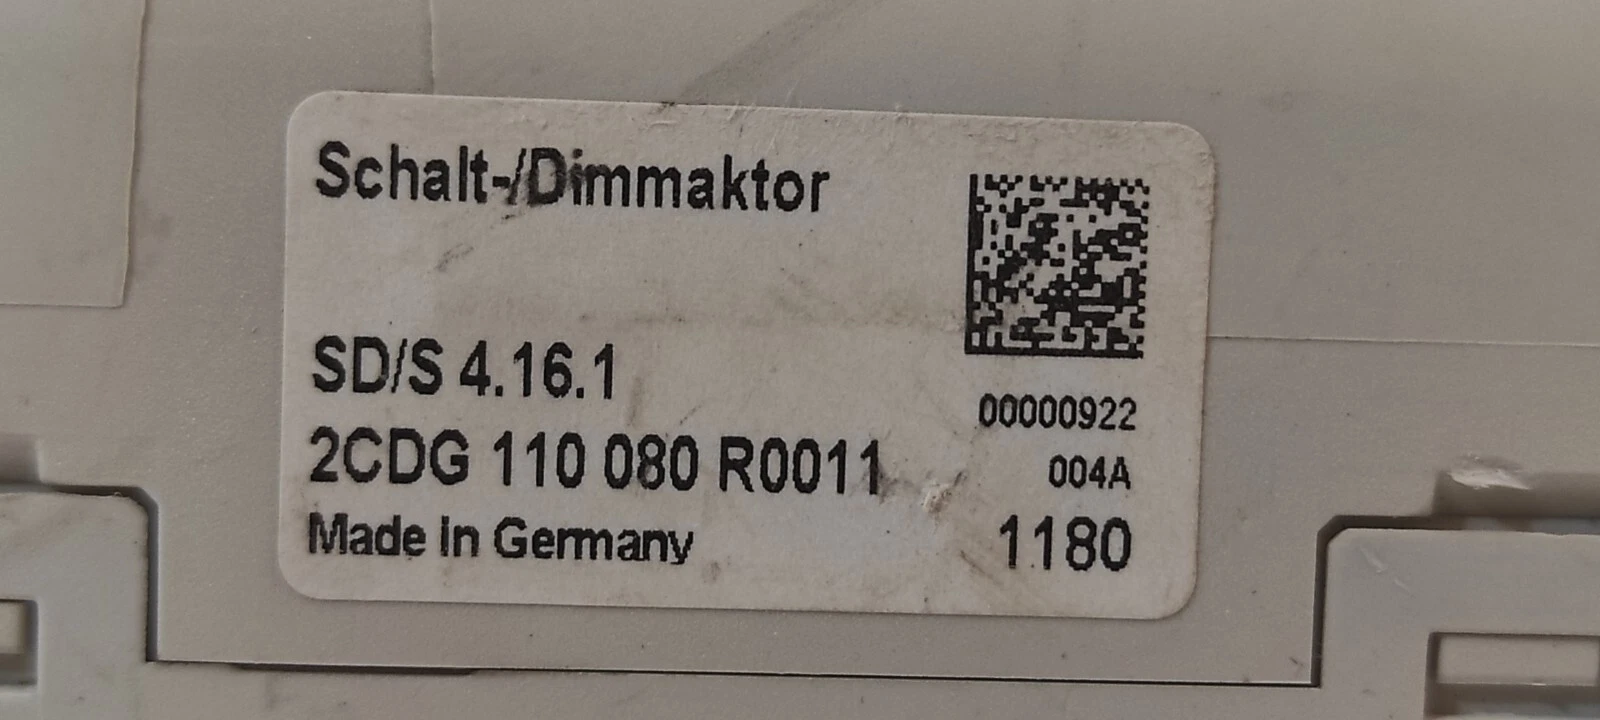 Schalt-/Dimmaktor
SD/S 4.16.1
2CDG 110 080 R0011
Made in Germany
00000922
004A
1180